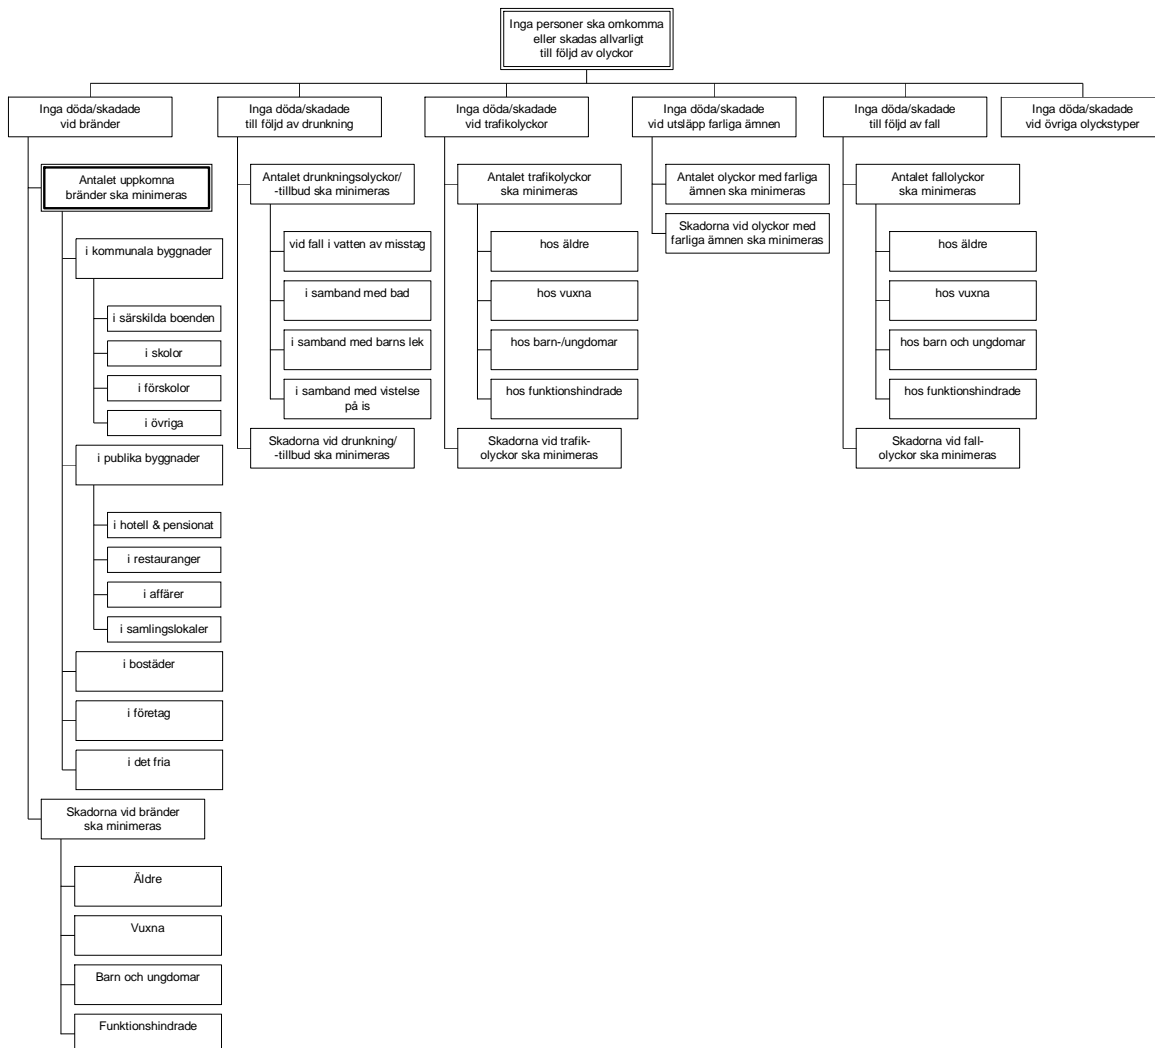 Inga personer ska omkomma
eller skadas allvarligt
till följd av olyckor
Inga döda/skadade
vid bränder
Inga döda/skadade
till följd av drunkning
Inga döda/skadade
vid trafikolyckor
Inga döda/skadade
vid utsläpp farliga ämnen
Inga döda/skadade
till följd av fall
Inga döda/skadade
vid övriga olyckstyper
Antalet uppkomna
bränder ska minimeras
i kommunala byggnader
i särskilda boenden
i skolor
i förskolor
i övriga
i publika byggnader
i hotell & pensionat
i restauranger
i affärer
i samlingslokaler
i bostäder
i företag
i det fria
Skadorna vid bränder
ska minimeras
Äldre
Vuxna
Barn och ungdomar
Funktionshindrade
Antalet drunkningsolyckor/
-tillbud ska minimeras
vid fall i vatten av misstag
i samband med bad
i samband med barns lek
i samband med vistelse
på is
Skadorna vid drunkning/
-tillbud ska minimeras
Antalet trafikolyckor
ska minimeras
hos äldre
hos vuxna
hos barn-/ungdomar
hos funktionshindrade
Skadorna vid trafik-
olyckor ska minimeras
Antalet olyckor med farliga
ämnen ska minimeras
Skadorna vid olyckor med
farliga ämnen ska minimeras
Antalet fallolyckor
ska minimeras
hos äldre
hos vuxna
hos barn och ungdomar
hos funktionshindrade
Skadorna vid fall-
olyckor ska minimeras